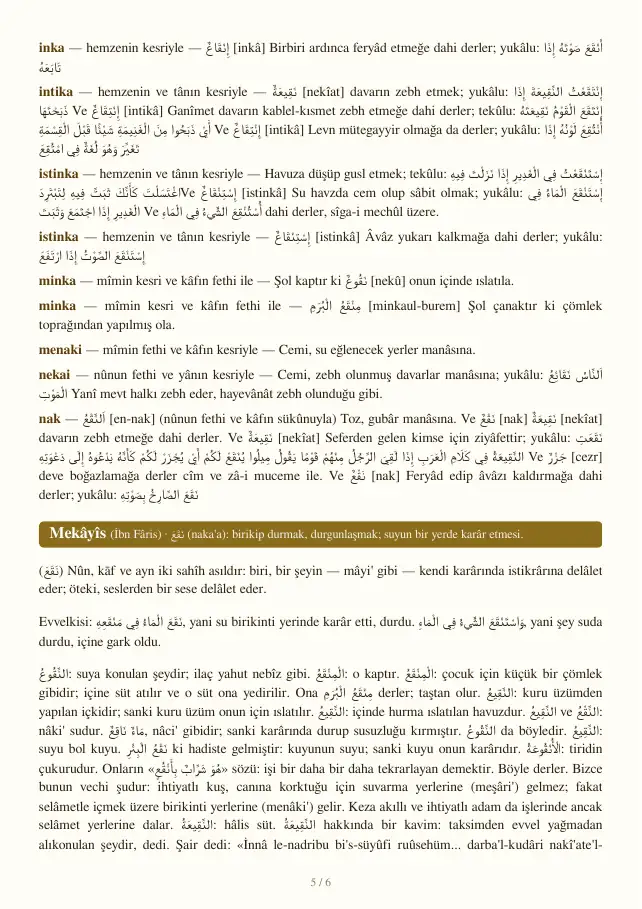 inka — hemzenin kesriyle — إِنْقَاعٌ [inkâ] Birbiri ardınca feryâd etmeğe dahi derler; yukâlu: أَنْقَعَ صَوْتَهُ إِذَا
تَابَعَهُ
intika — hemzenin ve tânın kesriyle — نَقِيعَةٌ [nekîat] davarın zebh etmek; yukâlu: إِنْتَقَعْتُ النَّقِيعَةَ إِذَا
ذَبَحْتَهَا Ve إِنْتِقَاعٌ [intikâ] Ganîmet davarın kablel-kısmet zebh etmeğe dahi derler; tekûlu: إِنْتَقَعَ الْقَوْمُ نَقِيعَتَهُ
أَىْ ذَبَحُوا مِنَ الْغَنِيمَةِ شَيْئًا قَبْلَ الْقِسْمَةِ Ve إِنْتِقَاعٌ [intikâ] Levn mütegayyir olmağa da derler; yukâlu: أُنْتُقِعَ لَوْنُهُ إِذَا
تَغَيَّرَ وَهُوَ لُغَةٌ فِى امْتُقِعَ
istinka — hemzenin ve tânın kesriyle — Havuza düşüp gusl etmek; tekûlu: إِسْتَنْقَعْتُ فِى الْغَدِيرِ إِذَا نَزَلْتَ فِيهِ
اغْتَسَلْتَ كَأَنَّكَ ثَبَتَّ فِيهِ لِتَبْتَرِدَVe إِسْتِنْقَاعٌ [istinkâ] Su havzda cem olup sâbit olmak; yukâlu: إِسْتَنْقَعَ الْمَاءُ فِى
الْغَدِيرِ إِذَا اجْتَمَعَ وَثَبَتَ Ve أُسْتُنْقَعَ الشَّىءُ فِى الْمَاءِ dahi derler, sîga-i mechûl üzere.
istinka — hemzenin ve tânın kesriyle — إِسْتِنْقَاعٌ [istinkâ] Âvâz yukarı kalkmağa dahi derler; yukâlu:
إِسْتَنْقَعَ الصَّوْتُ إِذَا ارْتَفَعَ
minka — mîmin kesri ve kâfın fethi ile — Şol kaptır ki نَقُوعٌ [nekû] onun içinde ıslatıla.
minka — mîmin kesri ve kâfın fethi ile — مِنْقَعُ الْبُرَمِ [minkaul-burem] Şol çanaktır ki çömlek
toprağından yapılmış ola.
menaki — mîmin fethi ve kâfın kesriyle — Cemi, su eğlenecek yerler manâsına.
nekai — nûnun fethi ve yânın kesriyle — Cemi, zebh olunmuş davarlar manâsına; yukâlu: اَلنَّاسُ نَقَائِعُ
الْمَوْتِ Yanî mevt halkı zebh eder, hayevânât zebh olunduğu gibi.
nak — اَلنَّقْعُ [en-nak] (nûnun fethi ve kâfın sükûnuyla) Toz, gubâr manâsına. Ve نَقْعٌ [nak] نَقِيعَةٌ [nekîat]
davarın zebh etmeğe dahi derler. Ve نَقِيعَةٌ [nekîat] Seferden gelen kimse için ziyâfettir; yukâlu: نَقَعَتِ
النَّقِيعَةُ فِى كَلَامِ الْعَرَبِ إِذَا لَقِىَ الرَّجُلُ مِنْهُمْ قَوْمًا يَقُولُ مِيلُوا يُنْقَعْ لَكُمْ أَىْ يُجْزَرْ لَكُمْ كَأَنَّهُ يَدْعُوهُ إِلَى دَعْوَتِهِ Ve جَزْرٌ [cezr]
deve boğazlamağa derler cîm ve zâ-i muceme ile. Ve نَقْعٌ [nak] Feryâd edip âvâzı kaldırmağa dahi
derler; yukâlu: نَقَعَ الصَّارِخُ بِصَوْتِهِ
Mekâyîs (İbn Fâris) · نَقَعَ (naka'a): birikip durmak, durgunlaşmak; suyun bir yerde karâr etmesi.
(نَقَعَ) Nûn, kāf ve ayn iki sahîh asıldır: biri, bir şeyin — mâyi' gibi — kendi karârında istikrârına delâlet
eder; öteki, seslerden bir sese delâlet eder.
Evvelkisi: نَقَعَ الْمَاءُ فِي مَنْقَعِهِ, yani su birikinti yerinde karâr etti, durdu. وَاسْتَنْقَعَ الشَّيْءُ فِي الْمَاءِ, yani şey suda
durdu, içine gark oldu.
النَّقُوعُ: suya konulan şeydir; ilaç yahut nebîz gibi. الْمِنْقَعُ: o kaptır. الْمِنْقَعُ: çocuk için küçük bir çömlek
gibidir; içine süt atılır ve o süt ona yedirilir. Ona مِنْقَعُ الْبُرَمِ derler; taştan olur. النَّقِيعُ: kuru üzümden
yapılan içkidir; sanki kuru üzüm onun için ıslatılır. النَّقِيعُ: içinde hurma ıslatılan havuzdur. النَّقِيعُ ve النَّقْعُ:
nâki' sudur. مَاءٌ نَاقِعٌ, nâci' gibidir; sanki karârında durup susuzluğu kırmıştır. النَّقُوعُ da böyledir. النَّقِيعُ:
suyu bol kuyu. نَقْعُ الْبِئْرِ ki hadiste gelmiştir: kuyunun suyu; sanki kuyu onun karârıdır. الْأُنْقُوعَةُ: tiridin
çukurudur. Onların «هُوَ شَرَّابٌ بِأَنْقُعٍ» sözü: işi bir daha bir daha tekrarlayan demektir. Böyle derler. Bizce
bunun vechi şudur: ihtiyatlı kuş, canına korktuğu için suvarma yerlerine (meşâri') gelmez; fakat
selâmetle içmek üzere birikinti yerlerine (menâki') gelir. Keza akıllı ve ihtiyatlı adam da işlerinde ancak
selâmet yerlerine dalar. النَّقِيعَةُ: hâlis süt. النَّقِيعَةُ hakkında bir kavim: taksimden evvel yağmadan
alıkonulan şeydir, dedi. Şair dedi: «İnnâ le-nadribu bi's-süyûfi ruûsehüm... darba'l-kudâri nakî'ate'l-
5 / 6